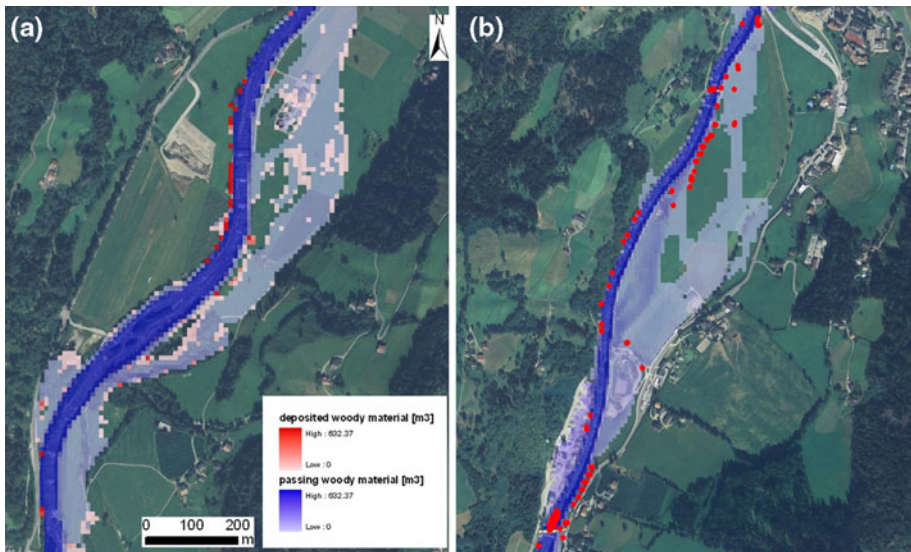 (a)
N
(b)
deposited woody material [m3]
High : 632.37
Low : 0
passing woody material [m3]
High : 632.37
Low : 0
0 50 100 200
m